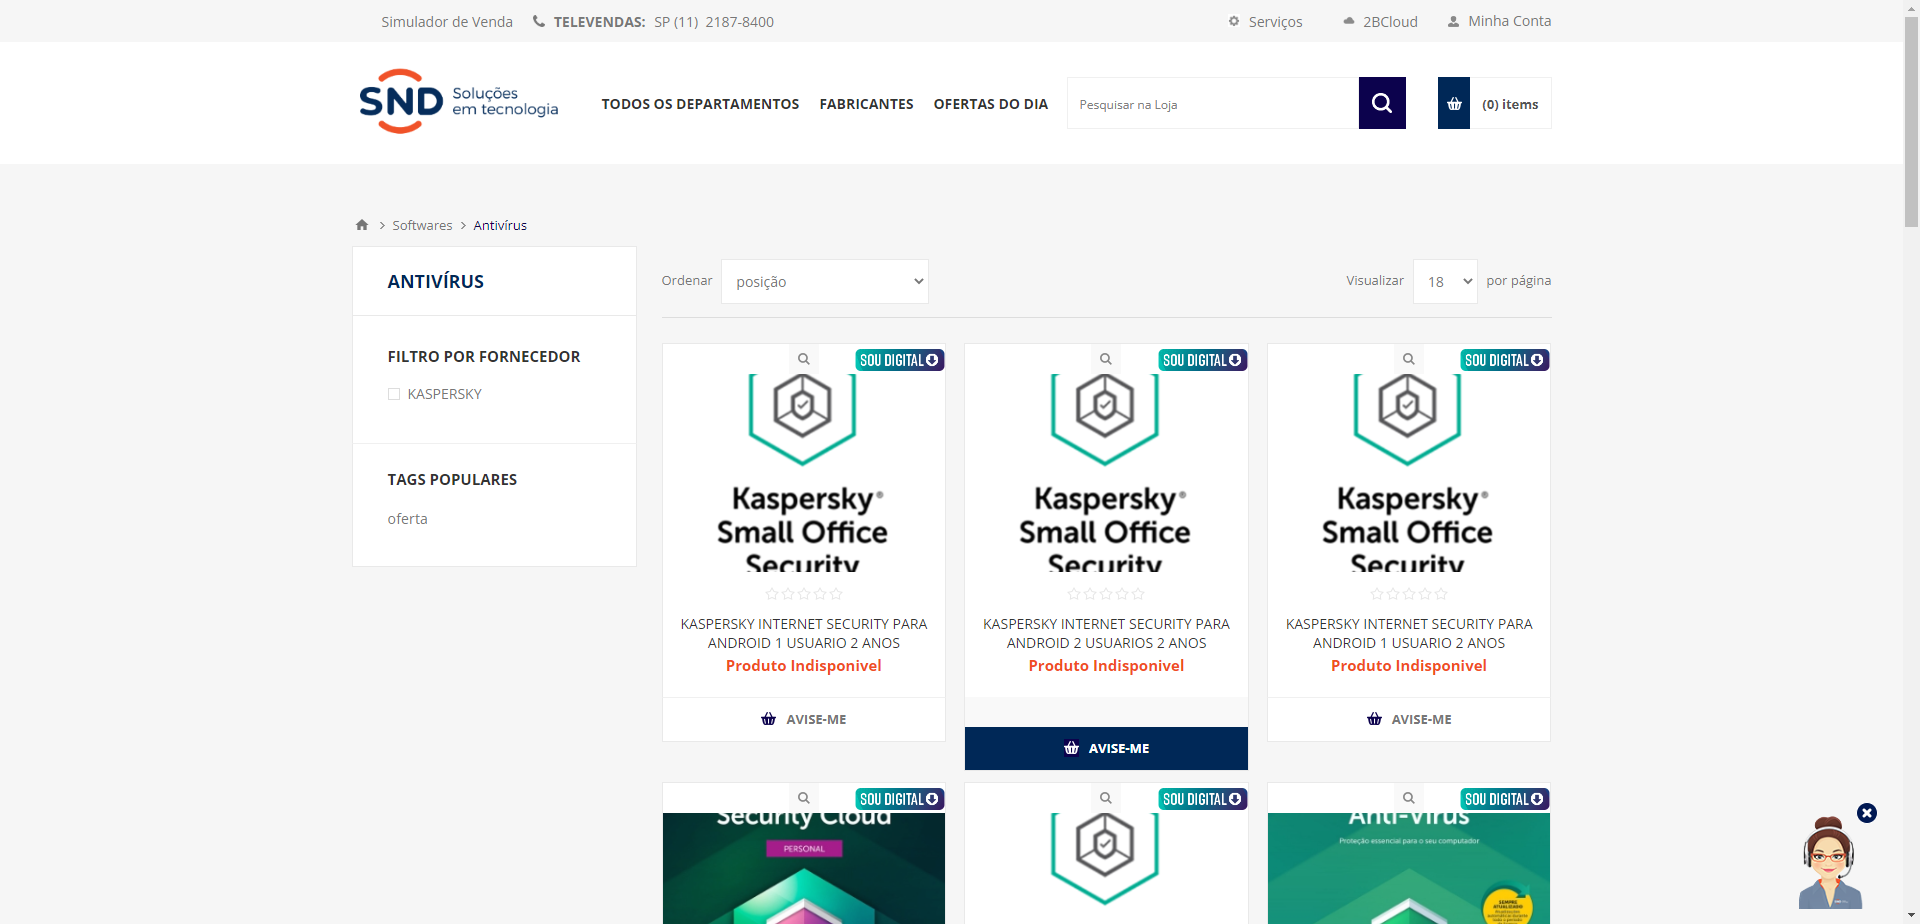 Simulador de Venda
TELEVENDAS: SP (11) 2187-8400
Serviços
2BCloud
Minha Conta
SND Soluções
em tecnologia
TODOS OS DEPARTAMENTOS
FABRICANTES
OFERTAS DO DIA
Pesquisar na Loja
(0) items
Softwares
Antivírus
ANTIVÍRUS
FILTRO POR FORNECEDOR
KASPERSKY
TAGS POPULARES
oferta
Ordenar
posição
Visualizar
18
por página
SOU DIGITAL
Kaspersky®
Small Office
Security
KASPERSKY INTERNET SECURITY PARA
ANDROID 1 USUARIO 2 ANOS
Produto Indisponivel
AVISE-ME
SOU DIGITAL
Kaspersky®
Small Office
Security
KASPERSKY INTERNET SECURITY PARA
ANDROID 2 USUARIOS 2 ANOS
Produto Indisponivel
AVISE-ME
SOU DIGITAL
Kaspersky®
Small Office
Security
KASPERSKY INTERNET SECURITY PARA
ANDROID 1 USUARIO 2 ANOS
Produto Indisponivel
AVISE-ME
SOU DIGITAL
Security Cloud
PERSONAL
SOU DIGITAL
SOU DIGITAL
Anti-Virus
Proteção essencial para o seu computador
SEMPRE
ATUALIZADO